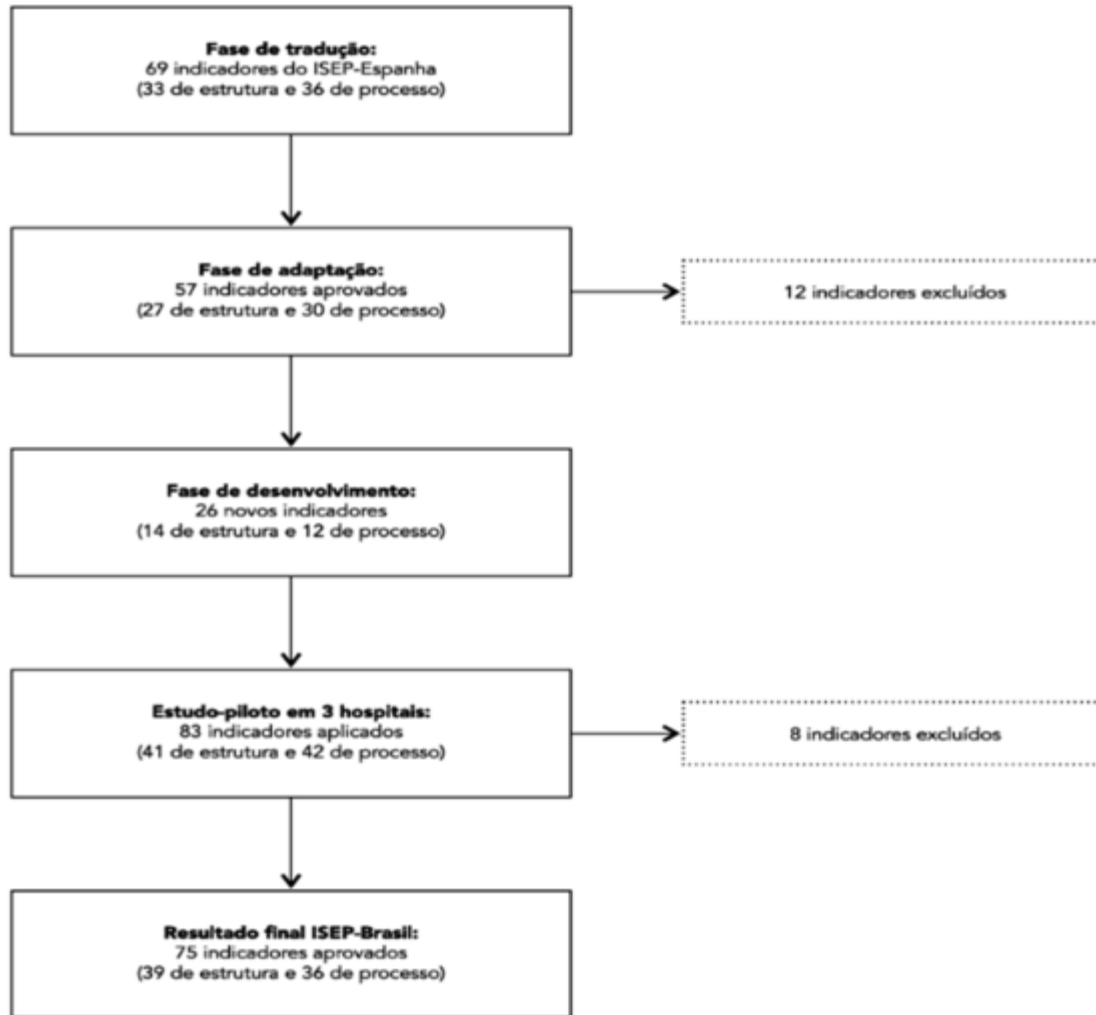 Fase de tradução:
69 indicadores do ISEP-Espanha
(33 de estrutura e 36 de processo)
Fase de adaptação:
57 indicadores aprovados
(27 de estrutura e 30 de processo)
12 indicadores excluídos
Fase de desenvolvimento:
26 novos indicadores
(14 de estrutura e 12 de processo)
Estudo-piloto em 3 hospitais:
83 indicadores aplicados
(41 de estrutura e 42 de processo)
8 indicadores excluídos
Resultado final ISEP-Brasil:
75 indicadores aprovados
(39 de estrutura e 36 de processo)